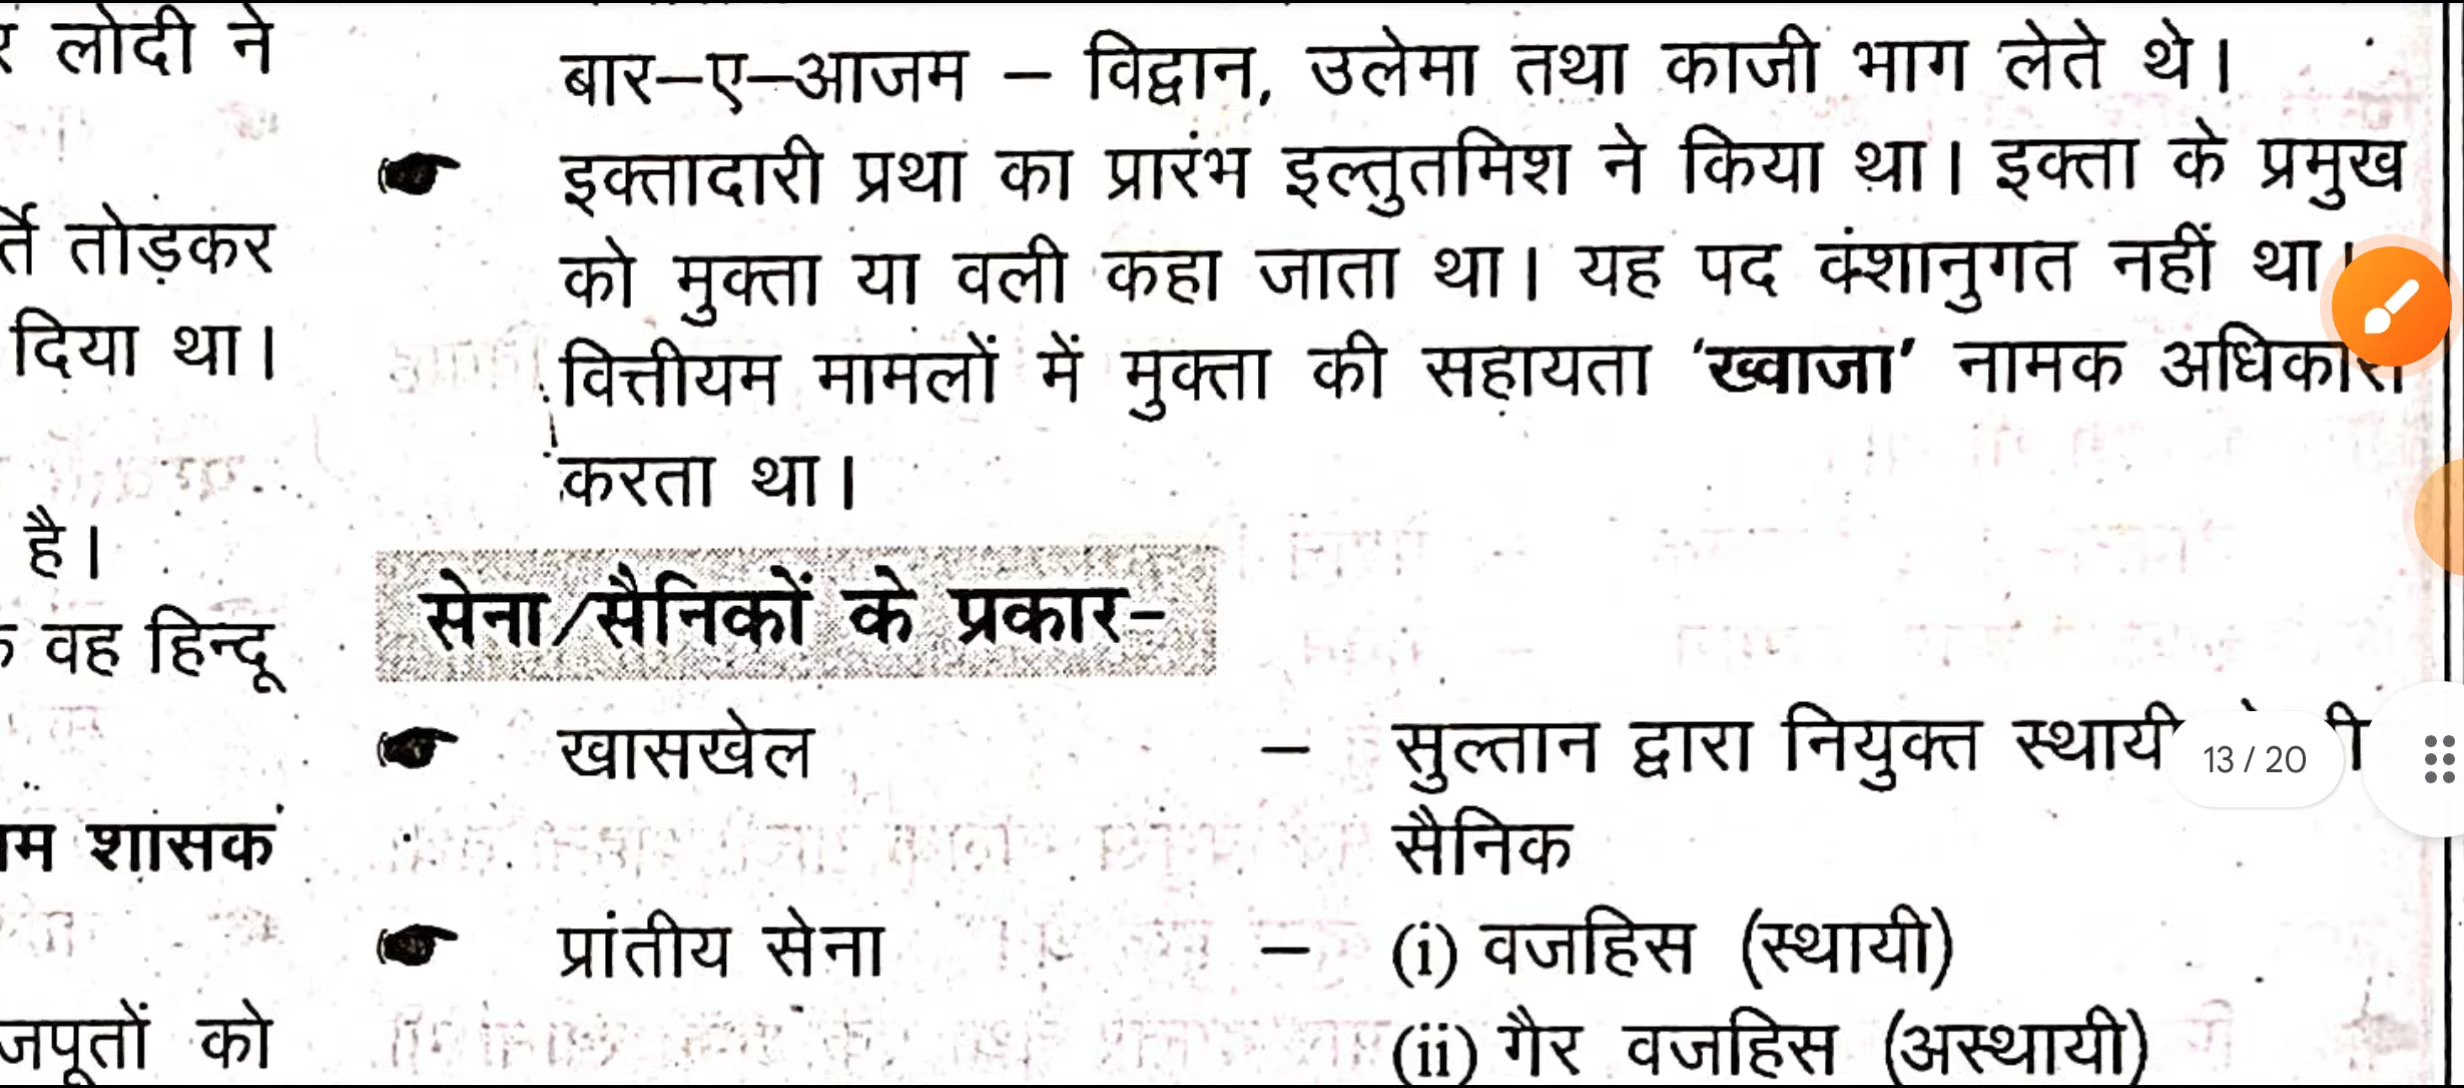 लोदी ने
तोड़कर
दिया था।
है।
वह हिन्दू
शासक
को
बार–ए–आजम – विद्वान, उलेमा तथा काजी भाग लेते थे।
इक्तादारी प्रथा का प्रारंभ इल्तुतमिश ने किया था। इक्ता के प्रमुख
को मुक्ता या वली कहा जाता था। यह पद वंशानुगत नहीं था।
वित्तीयम मामलों में मुक्ता की सहायता ‘ख्वाजा’ नामक अधिकारी
करता था।
सेना/सैनिकों के प्रकार–
खासखेल – सुल्तान द्वारा नियुक्त स्थायी
सैनिक
प्रांतीय सेना – (i) वजहिस (स्थायी)
(ii) गैर वजहिस (अस्थायी)
13 / 20